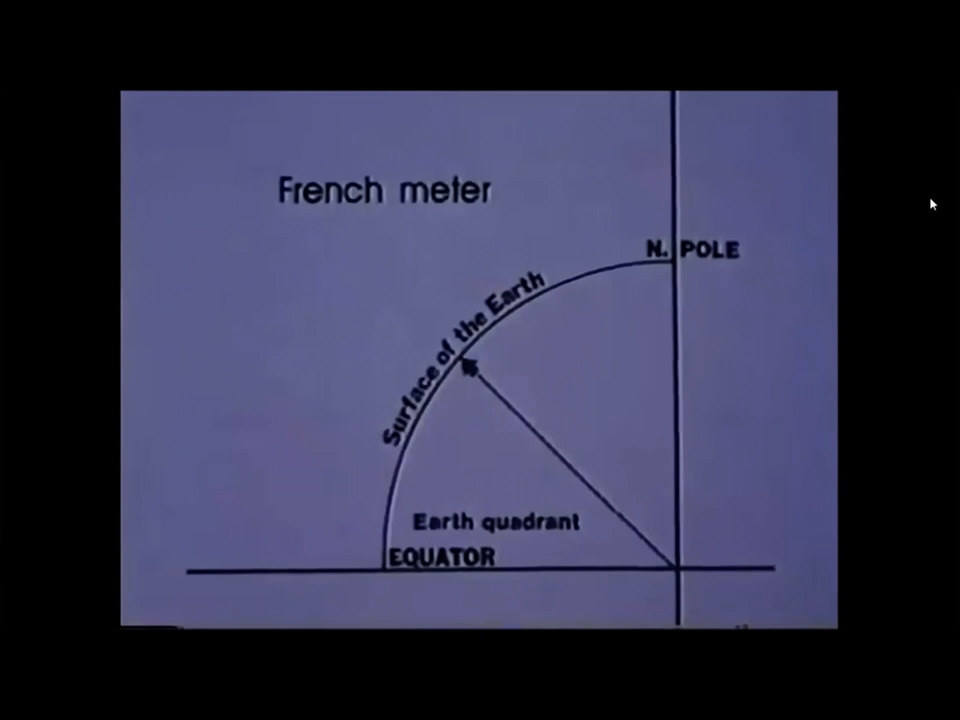 French meter
N. POLE
Surface of the Earth
Earth quadrant
EQUATOR